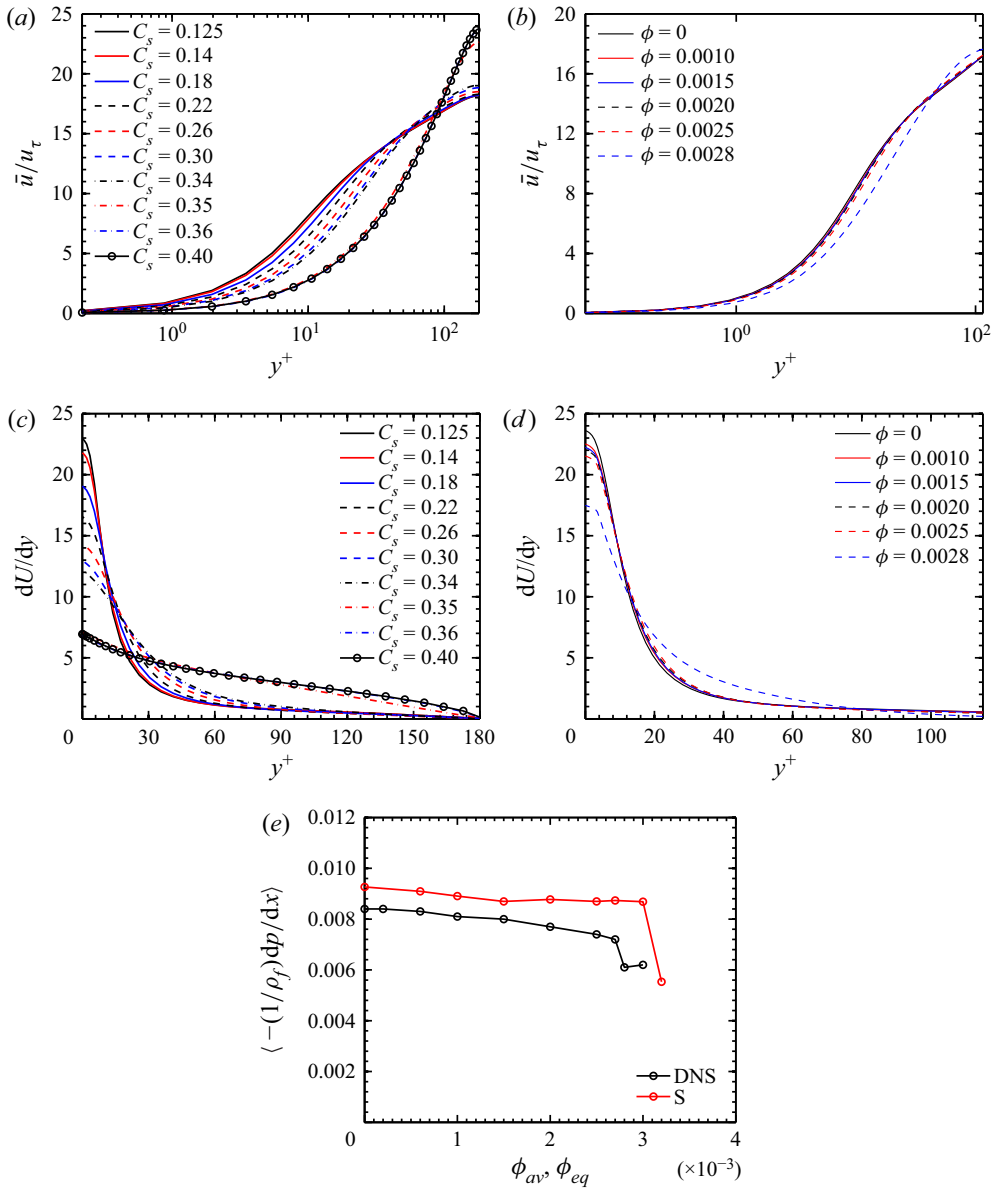 (a)
25
20
15
10
5
0
ū/u_τ
C_s = 0.125
C_s = 0.14
C_s = 0.18
C_s = 0.22
C_s = 0.26
C_s = 0.30
C_s = 0.34
C_s = 0.35
C_s = 0.36
C_s = 0.40
10^0 10^1 10^2
y^+
(b)
20
16
12
8
4
0
ū/u_τ
ϕ = 0
ϕ = 0.0010
ϕ = 0.0015
ϕ = 0.0020
ϕ = 0.0025
ϕ = 0.0028
10^0 10^2
y^+
(c)
25
20
15
10
5
dU/dy
C_s = 0.125
C_s = 0.14
C_s = 0.18
C_s = 0.22
C_s = 0.26
C_s = 0.30
C_s = 0.34
C_s = 0.35
C_s = 0.36
C_s = 0.40
0 30 60 90 120 150 180
y^+
(d)
25
20
15
10
5
dU/dy
ϕ = 0
ϕ = 0.0010
ϕ = 0.0015
ϕ = 0.0020
ϕ = 0.0025
ϕ = 0.0028
0 20 40 60 80 100
y^+
(e)
0.012
0.010
0.008
0.006
0.004
0.002
⟨−(1/ρ_f)dp/dx⟩
DNS
S
0 1 2 3 4
ϕ_av, ϕ_eq (×10^−3)